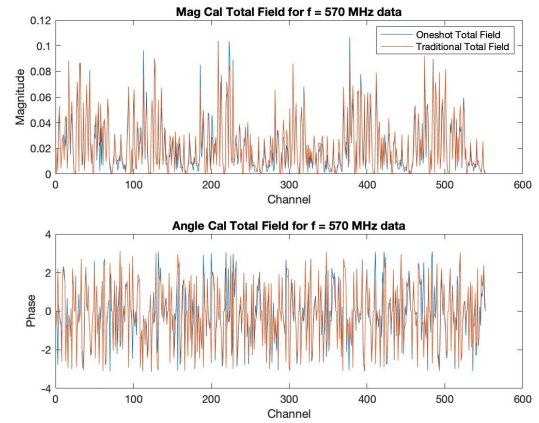 Mag Cal Total Field for f = 570 MHz data
0.12
0.1
0.08
0.06
0.04
0.02
0
Magnitude
Oneshot Total Field
Traditional Total Field
0 100 200 300 400 500 600
Channel
Angle Cal Total Field for f = 570 MHz data
4
2
0
-2
-4
Phase
0 100 200 300 400 500 600
Channel